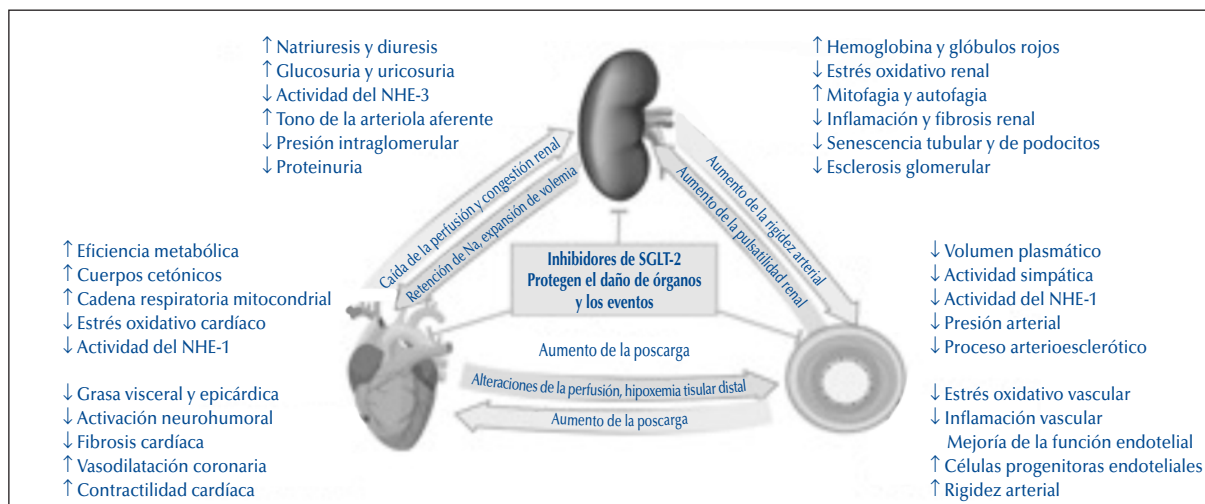 ↑ Natriuresis y diuresis
↑ Glucosuria y uricosuria
↓ Actividad del NHE-3
↑ Tono de la arteriola aferente
↓ Presión intraglomerular
↓ Proteinuria
↑ Hemoglobina y glóbulos rojos
↓ Estrés oxidativo renal
↑ Mitofagia y autofagia
↓ Inflamación y fibrosis renal
↓ Senescencia tubular y de podocitos
↓ Esclerosis glomerular
Caída de la perfusión y congestión renal
Retención de Na, expansión de volemia
Aumento de la rigidez arterial
Aumento de la pulsatilidad renal
Inhibidores de SGLT-2
Protegen el daño de órganos
y los eventos
↑ Eficiencia metabólica
↑ Cuerpos cetónicos
↑ Cadena respiratoria mitocondrial
↓ Estrés oxidativo cardíaco
↓ Actividad del NHE-1
↓ Grasa visceral y epicárdica
↓ Activación neurohumoral
↓ Fibrosis cardíaca
↑ Vasodilatación coronaria
↑ Contractilidad cardíaca
Aumento de la poscarga
Alteraciones de la perfusión, hipoxemia tisular distal
Aumento de la poscarga
↓ Volumen plasmático
↓ Actividad simpática
↓ Actividad del NHE-1
↓ Presión arterial
↓ Proceso arterioesclerótico
↓ Estrés oxidativo vascular
↓ Inflamación vascular
Mejoría de la función endotelial
↑ Células progenitoras endoteliales
↑ Rigidez arterial